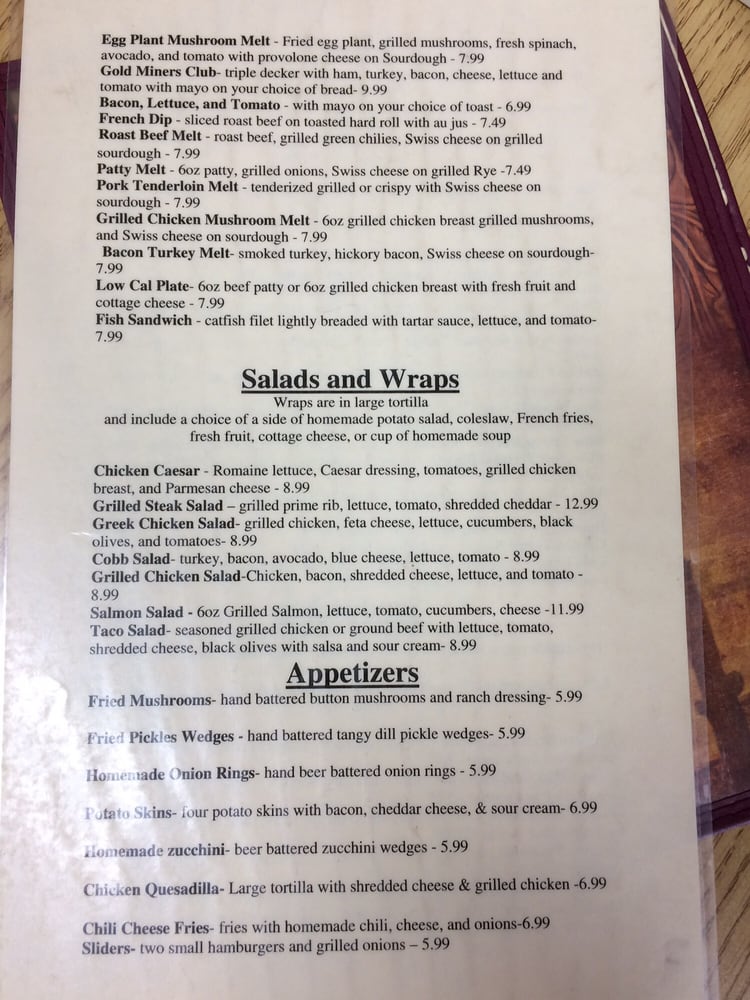 Egg Plant Mushroom Melt - Fried egg plant, grilled mushrooms, fresh spinach,
avocado, and tomato with provolone cheese on Sourdough - 7.99
Gold Miners Club- triple decker with ham, turkey, bacon, cheese, lettuce and
tomato with mayo on your choice of bread- 9.99
Bacon, Lettuce, and Tomato - with mayo on your choice of toast - 6.99
French Dip - sliced roast beef on toasted hard roll with au jus - 7.49
Roast Beef Melt - roast beef, grilled green chilies, Swiss cheese on grilled
sourdough - 7.99
Patty Melt - 6oz patty, grilled onions, Swiss cheese on grilled Rye -7.49
Pork Tenderloin Melt - tenderized grilled or crispy with Swiss cheese on
sourdough - 7.99
Grilled Chicken Mushroom Melt - 6oz grilled chicken breast grilled mushrooms,
and Swiss cheese on sourdough - 7.99
Bacon Turkey Melt- smoked turkey, hickory bacon, Swiss cheese on sourdough-
7.99
Low Cal Plate- 6oz beef patty or 6oz grilled chicken breast with fresh fruit and
cottage cheese - 7.99
Fish Sandwich - catfish filet lightly breaded with tartar sauce, lettuce, and tomato-
7.99
Salads and Wraps
Wraps are in large tortilla
and include a choice of a side of homemade potato salad, coleslaw, French fries,
fresh fruit, cottage cheese, or cup of homemade soup
Chicken Caesar - Romaine lettuce, Caesar dressing, tomatoes, grilled chicken
breast, and Parmesan cheese - 8.99
Grilled Steak Salad – grilled prime rib, lettuce, tomato, shredded cheddar - 12.99
Greek Chicken Salad- grilled chicken, feta cheese, lettuce, cucumbers, black
olives, and tomatoes- 8.99
Cobb Salad- turkey, bacon, avocado, blue cheese, lettuce, tomato - 8.99
Grilled Chicken Salad-Chicken, bacon, shredded cheese, lettuce, and tomato -
8.99
Salmon Salad - 6oz Grilled Salmon, lettuce, tomato, cucumbers, cheese -11.99
Taco Salad- seasoned grilled chicken or ground beef with lettuce, tomato,
shredded cheese, black olives with salsa and sour cream- 8.99
Appetizers
Fried Mushrooms- hand battered button mushrooms and ranch dressing- 5.99
Fried Pickles Wedges - hand battered tangy dill pickle wedges- 5.99
Homemade Onion Rings- hand beer battered onion rings - 5.99
Potato Skins- four potato skins with bacon, cheddar cheese, & sour cream- 6.99
Homemade zucchini- beer battered zucchini wedges - 5.99
Chicken Quesadilla- Large tortilla with shredded cheese & grilled chicken -6.99
Chili Cheese Fries- fries with homemade chili, cheese, and onions-6.99
Sliders- two small hamburgers and grilled onions – 5.99